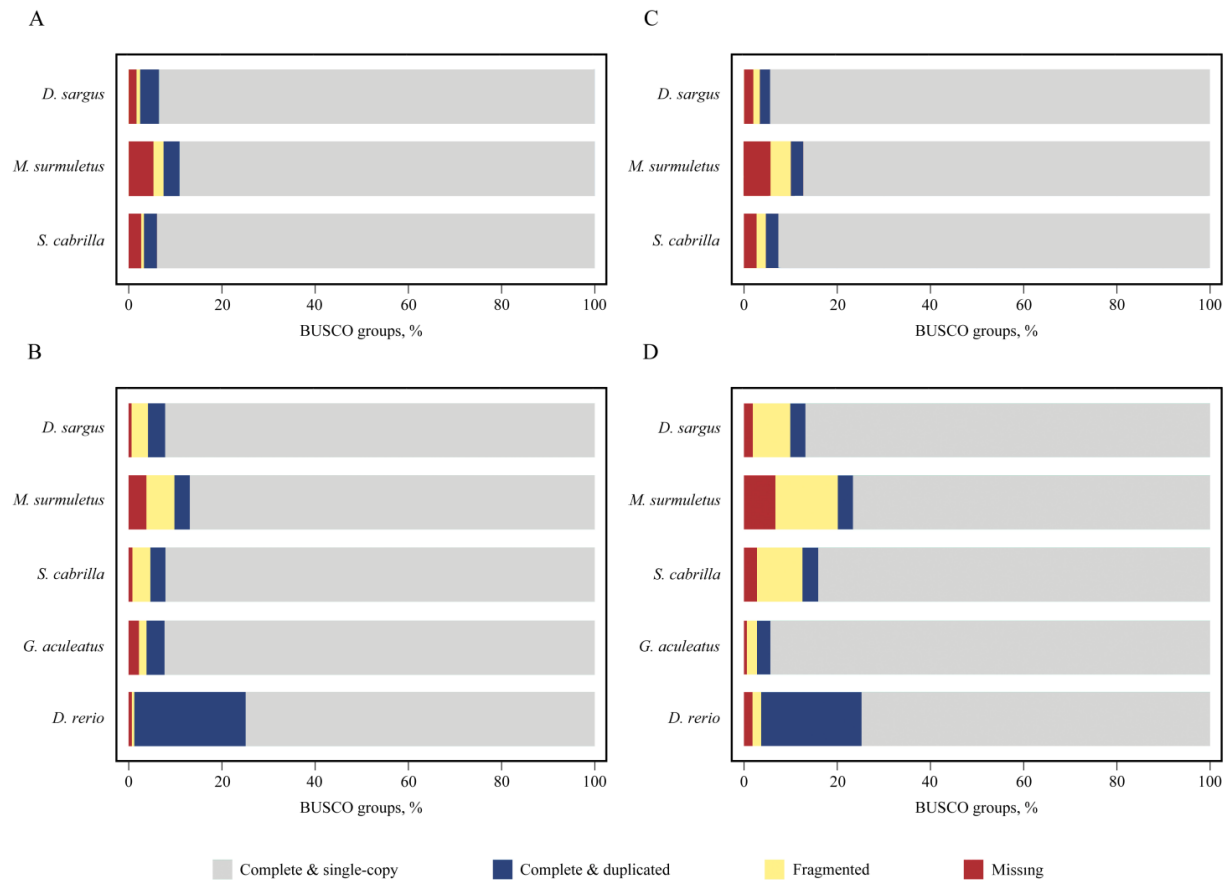 A
D. sargus
M. surmuletus
S. cabrilla
0 20 40 60 80 100
BUSCO groups, %
C
D. sargus
M. surmuletus
S. cabrilla
0 20 40 60 80 100
BUSCO groups, %
B
D. sargus
M. surmuletus
S. cabrilla
G. aculeatus
D. rerio
0 20 40 60 80 100
BUSCO groups, %
D
D. sargus
M. surmuletus
S. cabrilla
G. aculeatus
D. rerio
0 20 40 60 80 100
BUSCO groups, %
Complete & single-copy Complete & duplicated Fragmented Missing